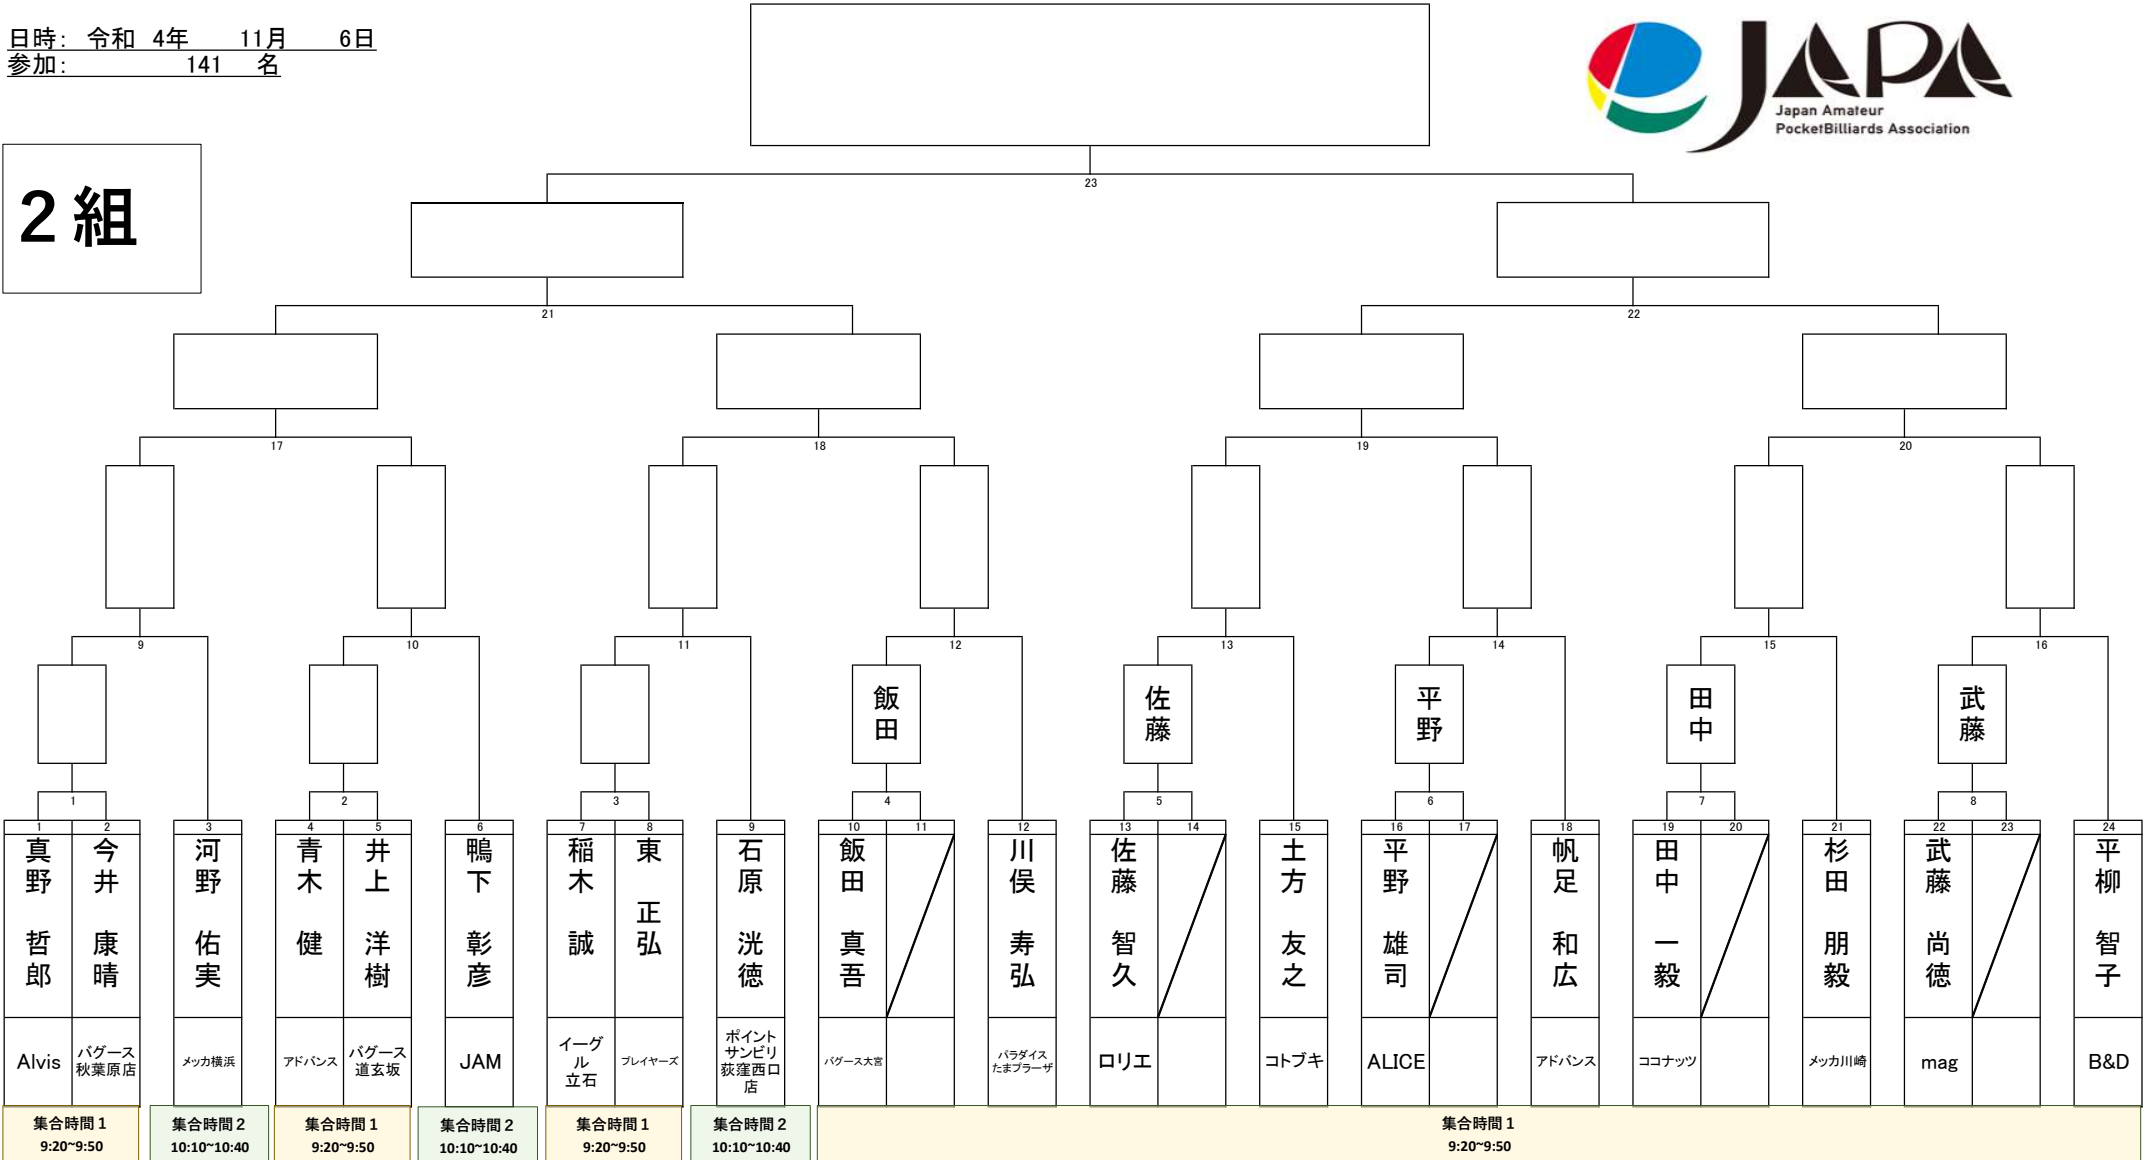 日時: 令和 4年 11月 6日
参加: 141 名
JAPA
Japan Amateur
PocketBilliards Association
2組
23
21 22
17 18 19 20
9 10 11 12 13 14 15 16
飯田 佐藤 平野 田中 武藤
1 2 3 4 5 6 7 8
1 2 3 4 5 6 7 8 9 10 11 12 13 14 15 16 17 18 19 20 21 22 23 24
真野 哲郎
今井 康晴
河野 佑実
青木 健
井上 洋樹
鴨下 彰彦
稲木 誠
東 正弘
石原 洸徳
飯田 真吾
川俣 寿弘
佐藤 智久
土方 友之
平野 雄司
帆足 和広
田中 一毅
杉田 朋毅
武藤 尚徳
平柳 智子
Alvis
バグース
秋葉原店
メッカ横浜
アドバンス
バグース
道玄坂
JAM
イーグ
ル
立石
プレイヤーズ
ポイント
サンビリ
荻窪西口
店
バグース大宮
パラダイス
たまプラーザ
ロリエ
コトブキ
ALICE
アドバンス
ココナッツ
メッカ川崎
mag
B&D
集合時間1
9:20~9:50
集合時間2
10:10~10:40
集合時間1
9:20~9:50
集合時間2
10:10~10:40
集合時間1
9:20~9:50
集合時間2
10:10~10:40
集合時間1
9:20~9:50